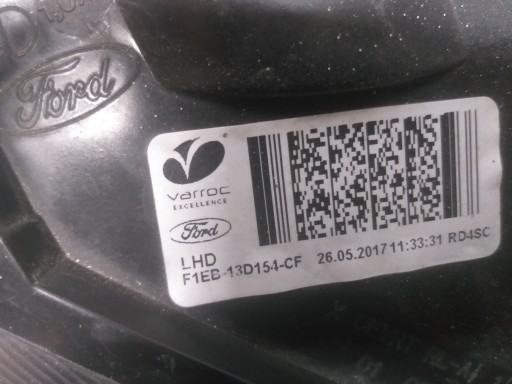 Ford
varroc
EXCELLENCE
Ford
LHD
F1EB-13D154-CF 26.05.2017 11:33:31 RD4SC